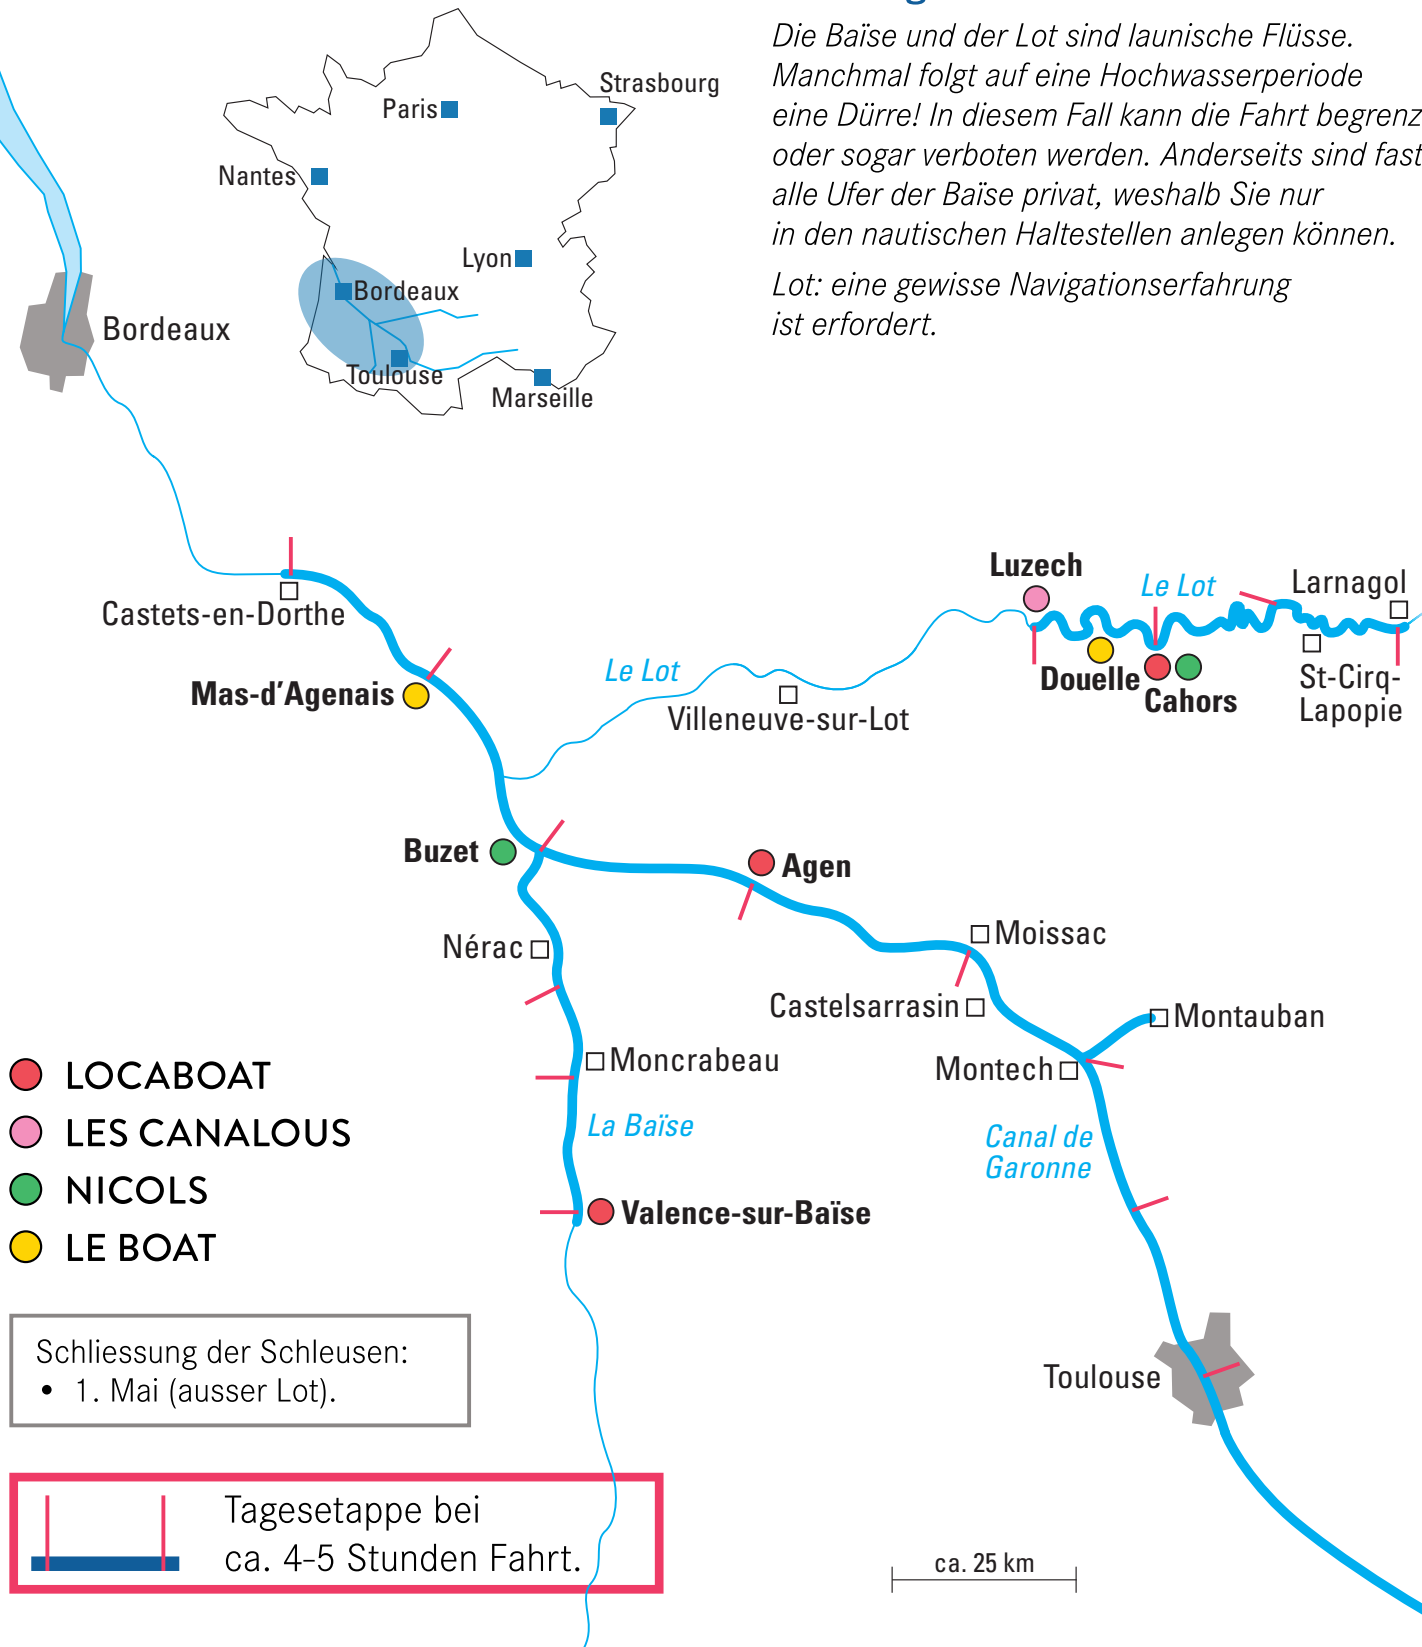 Die Baïse und der Lot sind launische Flüsse.
Manchmal folgt auf eine Hochwasserperiode
eine Dürre! In diesem Fall kann die Fahrt begrenz
oder sogar verboten werden. Anderseits sind fast
alle Ufer der Baïse privat, weshalb Sie nur
in den nautischen Haltestellen anlegen können.
Lot: eine gewisse Navigationserfahrung
ist erfordert.
Paris
Strasbourg
Nantes
Lyon
Bordeaux
Toulouse
Marseille
Bordeaux
Castets-en-Dorthe
Mas-d'Agenais
Le Lot
Villeneuve-sur-Lot
Luzech
Le Lot
Larnagol
Douelle
Cahors
St-Cirq-
Lapopie
Buzet
Agen
Nérac
Moissac
Castelsarrasin
Montauban
Moncrabeau
Montech
La Baïse
Canal de
Garonne
Valence-sur-Baïse
Toulouse
LOCABOAT
LES CANALOUS
NICOLS
LE BOAT
Schliessung der Schleusen:
• 1. Mai (ausser Lot).
Tagesetappe bei
ca. 4-5 Stunden Fahrt.
ca. 25 km